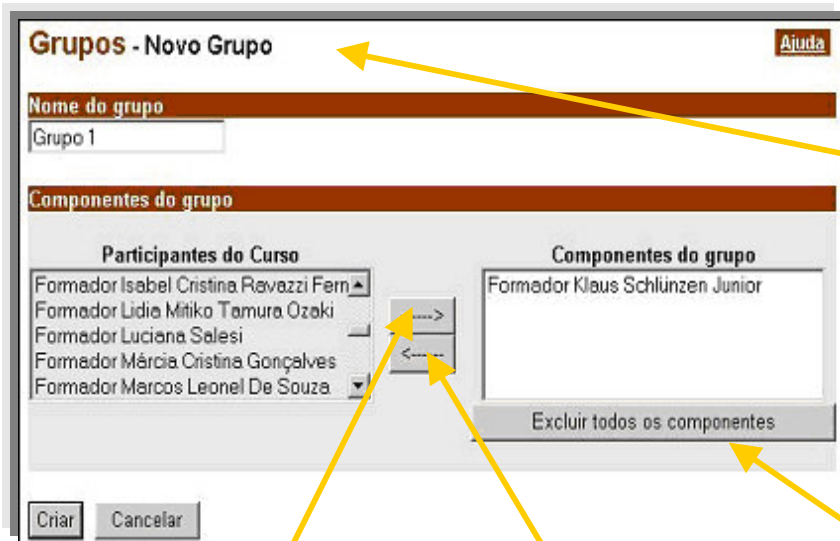 Grupos - Novo Grupo
Ajuda
Nome do grupo
Grupo 1
Componentes do grupo
Participantes do Curso
Componentes do grupo
Formador Isabel Cristina Ravazzi Fern
Formador Lidia Mitiko Tamura Ozaki
Formador Luciana Salesi
Formador Márcia Cristina Gonçalves
Formador Marcos Leonel De Souza
---->
<-----
Formador Klaus Schlünzen Junior
Excluir todos os componentes
Criar
Cancelar